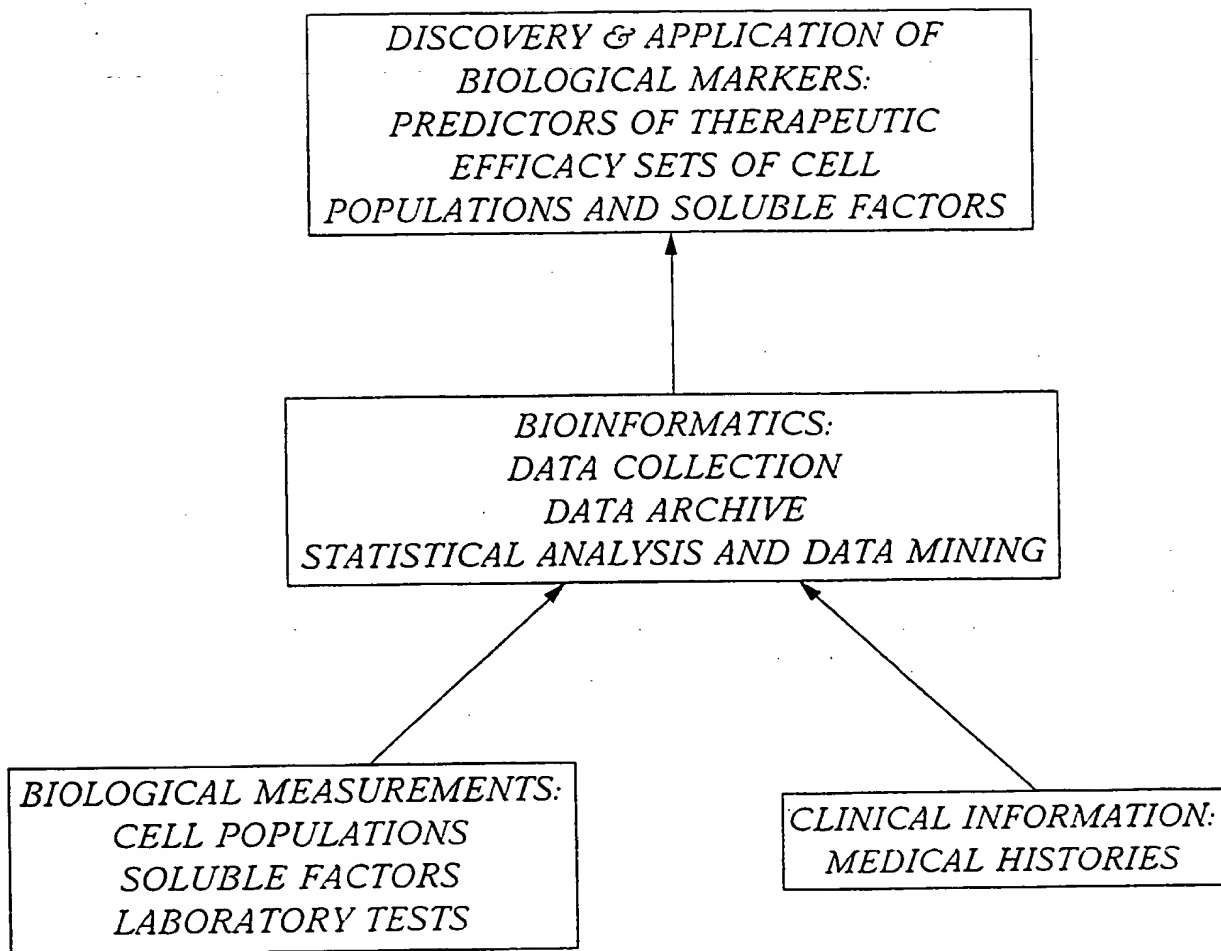 DISCOVERY & APPLICATION OF
BIOLOGICAL MARKERS:
PREDICTORS OF THERAPEUTIC
EFFICACY SETS OF CELL
POPULATIONS AND SOLUBLE FACTORS
BIOINFORMATICS:
DATA COLLECTION
DATA ARCHIVE
STATISTICAL ANALYSIS AND DATA MINING
BIOLOGICAL MEASUREMENTS:
CELL POPULATIONS
SOLUBLE FACTORS
LABORATORY TESTS
CLINICAL INFORMATION:
MEDICAL HISTORIES